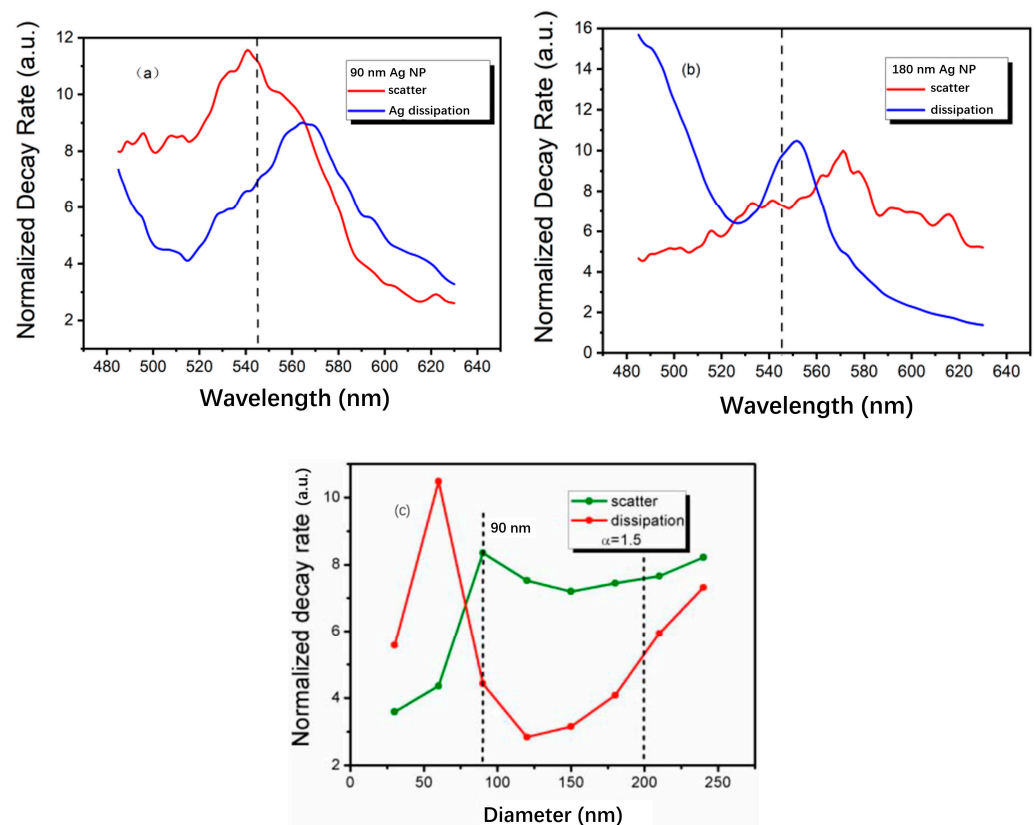 (a)
90 nm Ag NP
scatter
Ag dissipation
Normalized Decay Rate (a.u.)
12
10
8
6
4
2
480 500 520 540 560 580 600 620 640
Wavelength (nm)
(b)
180 nm Ag NP
scatter
dissipation
Normalized Decay Rate (a.u.)
16
14
12
10
8
6
4
2
0
480 500 520 540 560 580 600 620 640
Wavelength (nm)
(c)
90 nm
scatter
dissipation
α=1.5
Normalized decay rate (a.u.)
10
8
6
4
2
0 50 100 150 200 250
Diameter (nm)